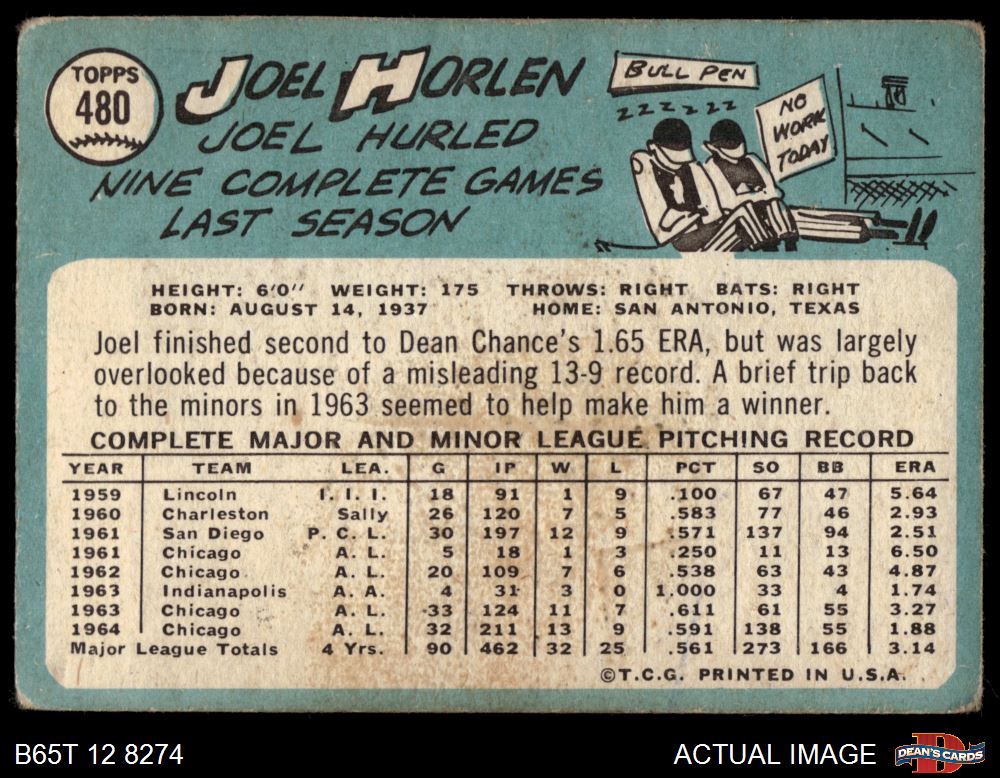 TOPPS
480
JOEL HORLEN
JOEL HURLED
NINE COMPLETE GAMES
LAST SEASON
BULL PEN
ZZZZZZ
NO
WORK
TODAY
HEIGHT: 6'0" WEIGHT: 175 THROWS: RIGHT BATS: RIGHT
BORN: AUGUST 14, 1937 HOME: SAN ANTONIO, TEXAS
Joel finished second to Dean Chance's 1.65 ERA, but was largely
overlooked because of a misleading 13-9 record. A brief trip back
to the minors in 1963 seemed to help make him a winner.
COMPLETE MAJOR AND MINOR LEAGUE PITCHING RECORD
YEAR TEAM LEA. G IP W L PCT SO BB ERA
1959 Lincoln I. I. I. 18 91 1 9 .100 67 47 5.64
1960 Charleston Sally 26 120 7 5 .583 77 46 2.93
1961 San Diego P. C. L. 30 197 12 9 .571 137 94 2.51
1961 Chicago A. L. 5 18 1 3 .250 11 13 6.50
1962 Chicago A. L. 20 109 7 6 .538 63 43 4.87
1963 Indianapolis A. A. 4 31 3 0 1.000 33 4 1.74
1963 Chicago A. L. 33 124 11 7 .611 61 55 3.27
1964 Chicago A. L. 32 211 13 9 .591 138 55 1.88
Major League Totals 4 Yrs. 90 462 32 25 .561 273 166 3.14
©T.C.G. PRINTED IN U.S.A.
B65T 12 8274 ACTUAL IMAGE DEAN'S CARDS